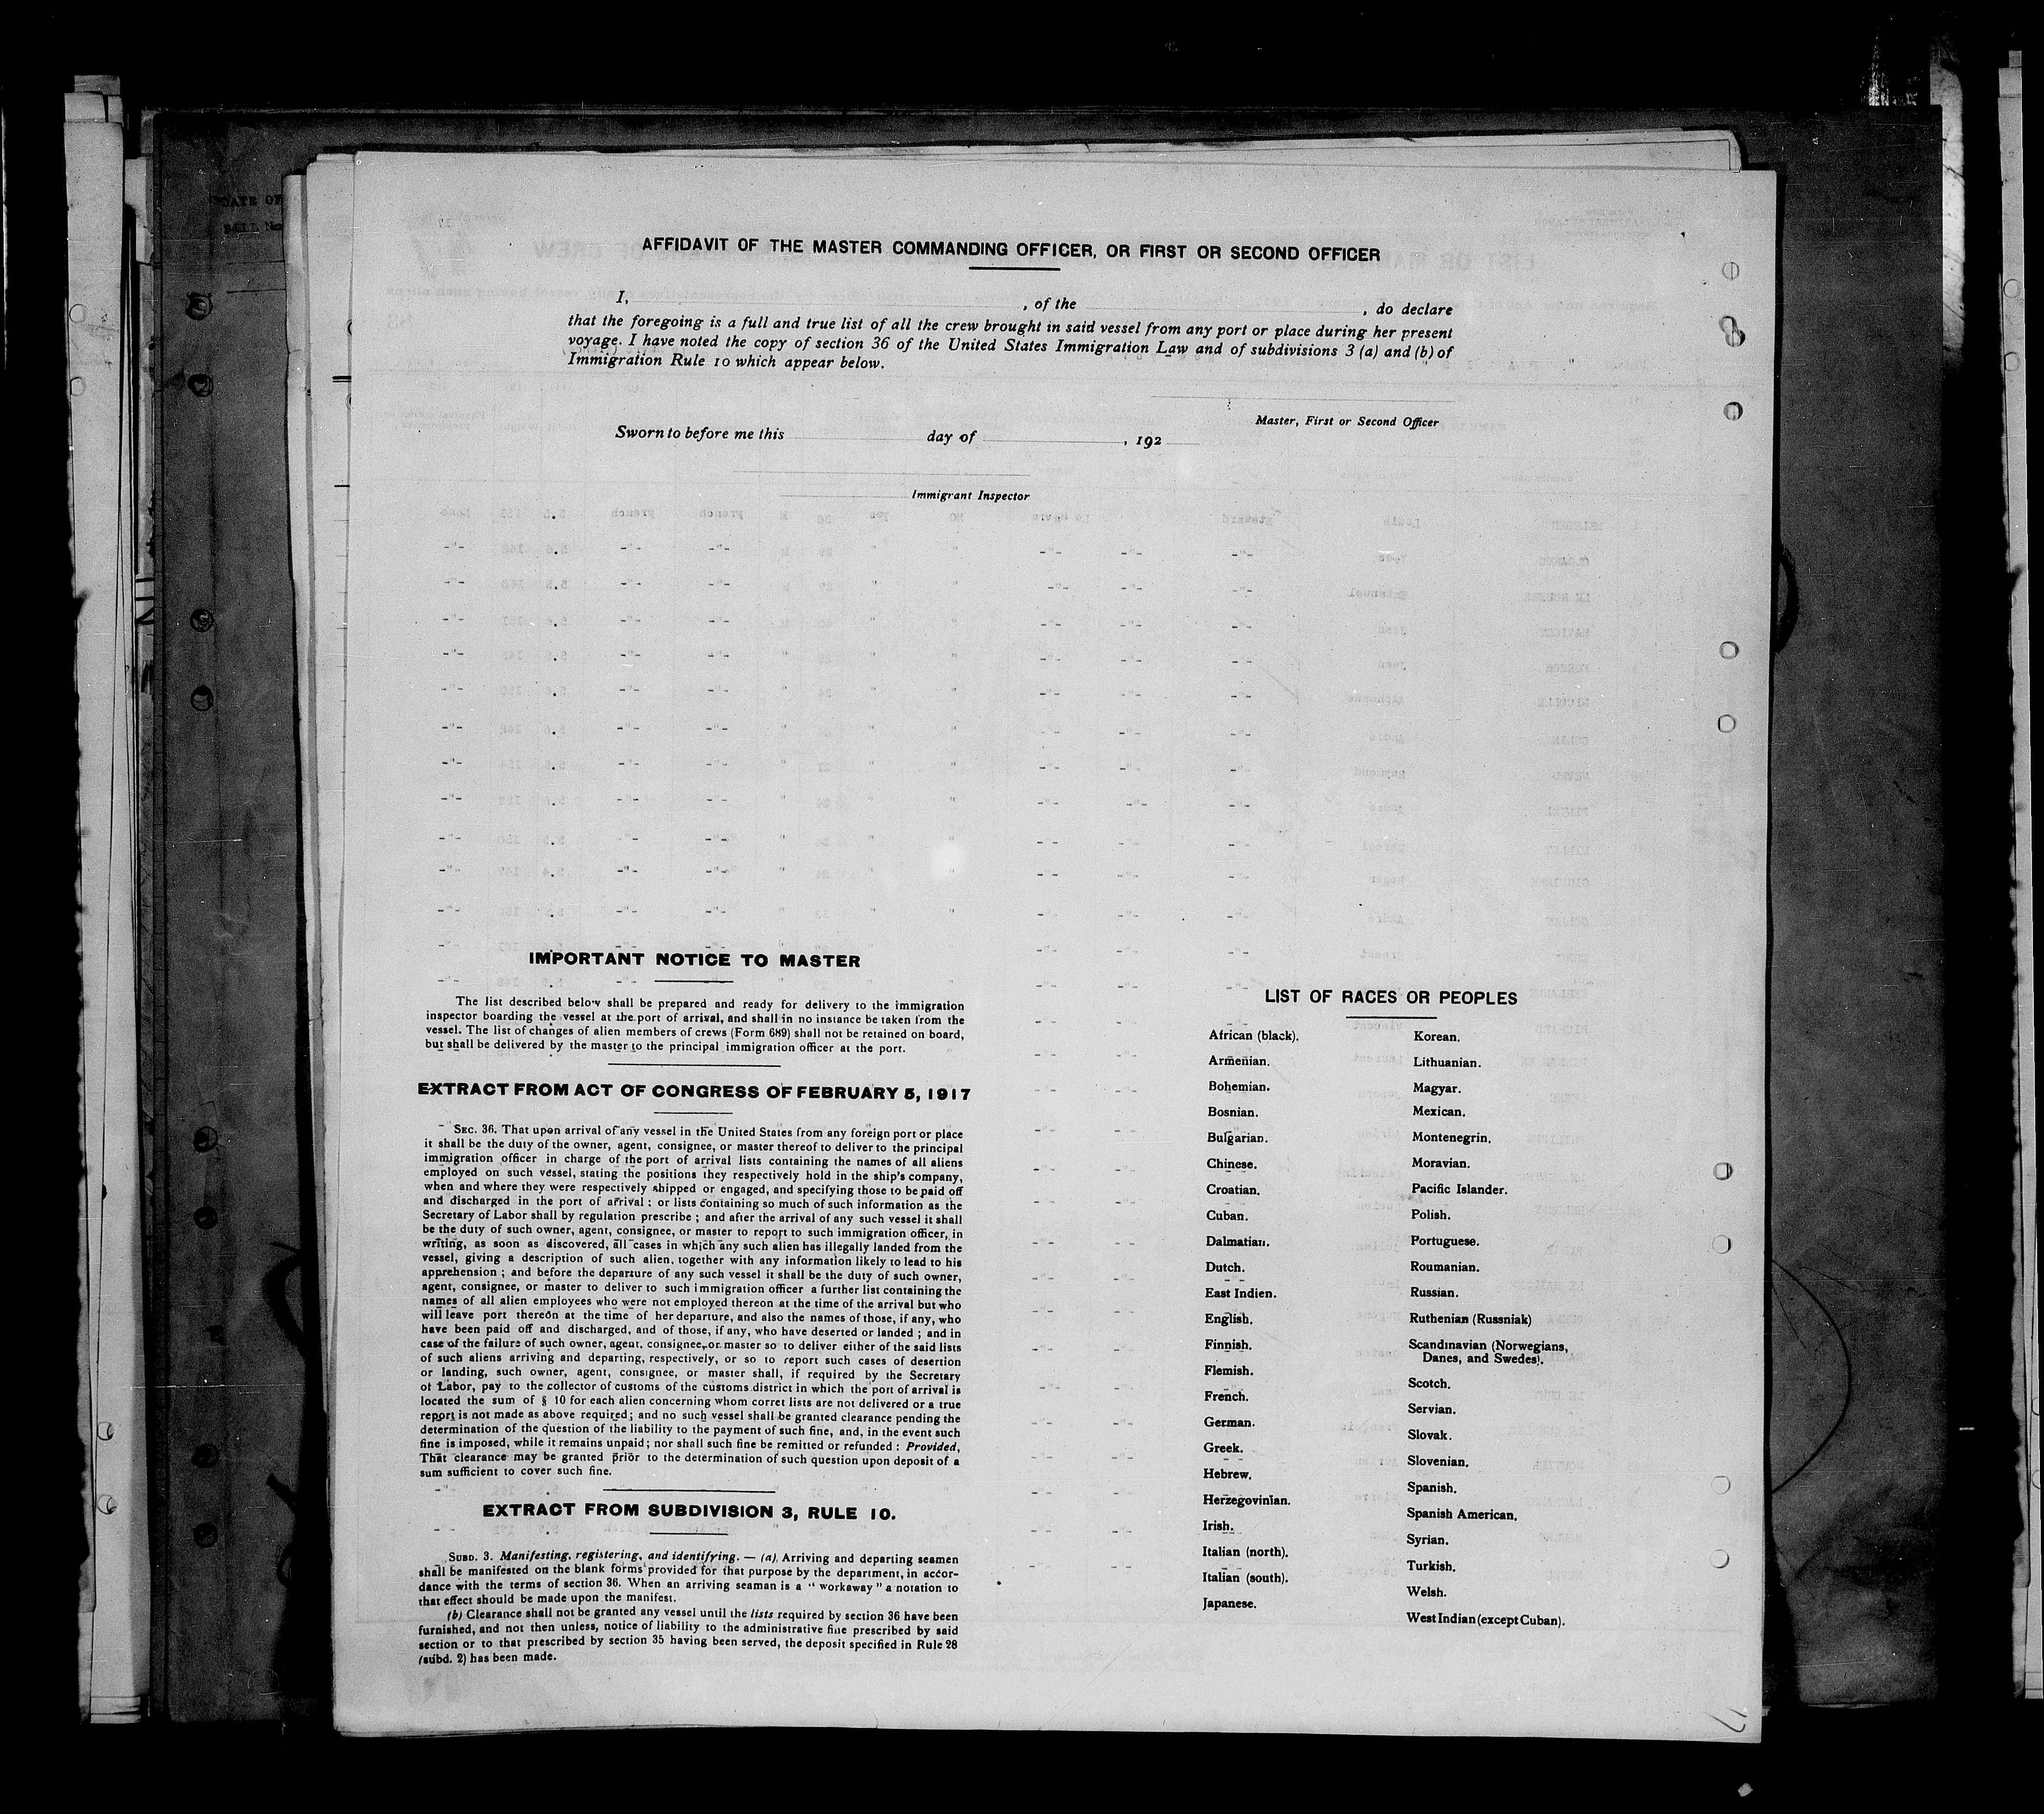 DATE OF
BILL No
AFFIDAVIT OF THE MASTER COMMANDING OFFICER, OR FIRST OR SECOND OFFICER
I, , of the , do declare
that the foregoing is a full and true list of all the crew brought in said vessel from any port or place during her present
voyage. I have noted the copy of section 36 of the United States Immigration Law and of subdivisions 3 (a) and (b) of
Immigration Rule 10 which appear below.
Master, First or Second Officer
Sworn to before me this day of , 192
Immigrant Inspector
IMPORTANT NOTICE TO MASTER
The list described below shall be prepared and ready for delivery to the immigration
inspector boarding the vessel at the port of arrival, and shall in no instance be taken from the
vessel. The list of changes of alien members of crews (Form 689) shall not be retained on board,
but shall be delivered by the master to the principal immigration officer at the port.
EXTRACT FROM ACT OF CONGRESS OF FEBRUARY 5, 1917
SEC. 36. That upon arrival of any vessel in the United States from any foreign port or place
it shall be the duty of the owner, agent, consignee, or master thereof to deliver to the principal
immigration officer in charge of the port of arrival lists containing the names of all aliens
employed on such vessel, stating the positions they respectively hold in the ship's company,
when and where they were respectively shipped or engaged, and specifying those to be paid off
and discharged in the port of arrival : or lists containing so much of such information as the
Secretary of Labor shall by regulation prescribe ; and after the arrival of any such vessel it shall
be the duty of such owner, agent, consignee, or master to report to such immigration officer, in
writing, as soon as discovered, all cases in which any such alien has illegally landed from the
vessel, giving a description of such alien, together with any information likely to lead to his
apprehension ; and before the departure of any such vessel it shall be the duty of such owner,
agent, consignee, or master to deliver to such immigration officer a further list containing the
names of all alien employees who were not employed thereon at the time of the arrival but who
will leave port thereon at the time of her departure, and also the names of those, if any, who
have been paid off and discharged, and of those, if any, who have deserted or landed ; and in
case of the failure of such owner, agent, consignee, or master so to deliver either of the said lists
of such aliens arriving and departing, respectively, or so to report such cases of desertion
or landing, such owner, agent, consignee, or master shall, if required by the Secretary
of Labor, pay to the collector of customs of the customs district in which the port of arrival is
located the sum of § 10 for each alien concerning whom corret lists are not delivered or a true
report is not made as above required; and no such vessel shall be granted clearance pending the
determination of the question of the liability to the payment of such fine, and, in the event such
fine is imposed, while it remains unpaid; nor shall such fine be remitted or refunded : Provided,
That clearance may be granted prior to the determination of such question upon deposit of a
sum sufficient to cover such fine.
EXTRACT FROM SUBDIVISION 3, RULE 10.
SUBD. 3. Manifesting, registering, and identifying. — (a) Arriving and departing seamen
shall be manifested on the blank forms provided for that purpose by the department, in accor-
dance with the terms of section 36. When an arriving seaman is a " workaway " a notation to
that effect should be made upon the manifest.
(b) Clearance shall not be granted any vessel until the lists required by section 36 have been
furnished, and not then unless, notice of liability to the administrative fine prescribed by said
section or to that prescribed by section 35 having been served, the deposit specified in Rule 28
(subd. 2) has been made.
LIST OF RACES OR PEOPLES
African (black).
Armenian.
Bohemian.
Bosnian.
Bulgarian.
Chinese.
Croatian.
Cuban.
Dalmatian.
Dutch.
East Indien.
English.
Finnish.
Flemish.
French.
German.
Greek.
Hebrew.
Herzegovinian.
Irish.
Italian (north).
Italian (south).
Japanese.
Korean.
Lithuanian.
Magyar.
Mexican.
Montenegrin.
Moravian.
Pacific Islander.
Polish.
Portuguese.
Roumanian.
Russian.
Ruthenian (Russniak)
Scandinavian (Norwegians,
Danes, and Swedes).
Scotch.
Servian.
Slovak.
Slovenian.
Spanish.
Spanish American.
Syrian.
Turkish.
Welsh.
West Indian (except Cuban).